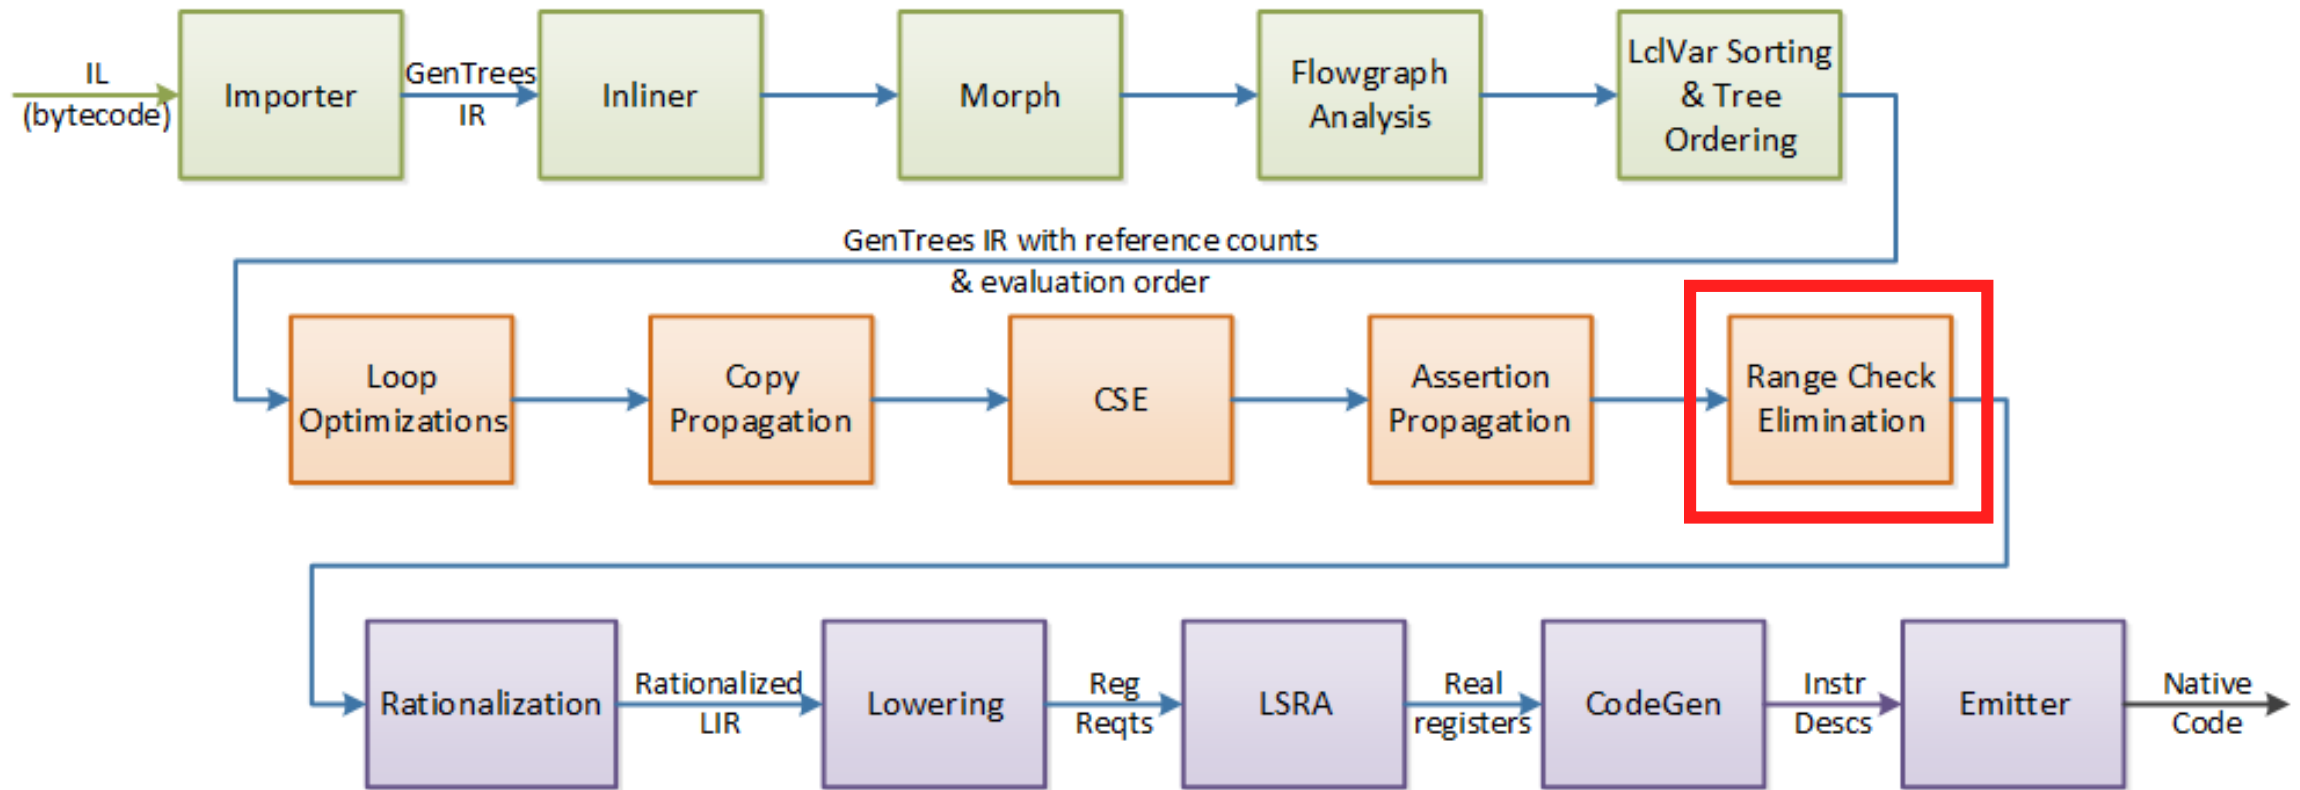 IL
(bytecode)
Importer
GenTrees
IR
Inliner
Morph
Flowgraph
Analysis
LclVar Sorting
& Tree
Ordering
GenTrees IR with reference counts
& evaluation order
Loop
Optimizations
Copy
Propagation
CSE
Assertion
Propagation
Range Check
Elimination
Rationalization
Rationalized
LIR
Lowering
Reg
Reqts
LSRA
Real
registers
CodeGen
Instr
Descs
Emitter
Native
Code